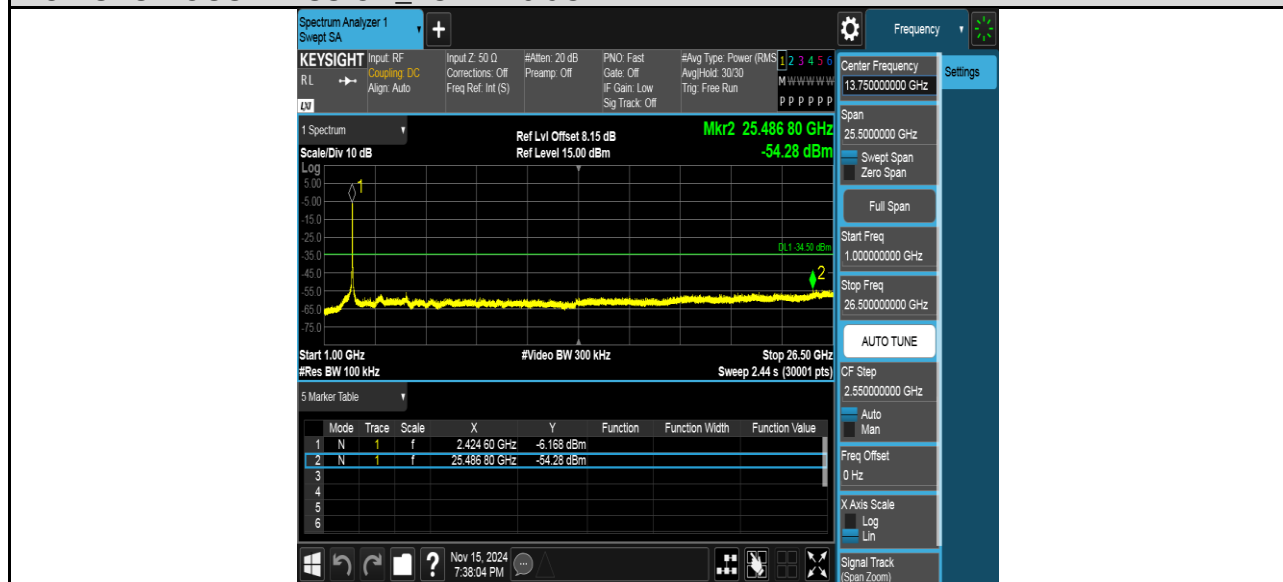 Spectrum Analyzer 1
Swept SA
Frequency
KEYSIGHT
RL
LXI
Input: RF
Coupling: DC
Align: Auto
Input Z: 50 Ω
Corrections: Off
Freq Ref: Int (S)
#Atten: 20 dB
Preamp: Off
PNO: Fast
Gate: Off
IF Gain: Low
Sig Track: Off
#Avg Type: Power (RMS
Avg|Hold: 30/30
Trig: Free Run
1 2 3 4 5 6
M W W W W W
P P P P P P
1 Spectrum
Scale/Div 10 dB
Ref Lvl Offset 8.15 dB
Ref Level 15.00 dBm
Mkr2 25.486 80 GHz
-54.28 dBm
Log
5.00
-5.00
-15.0
-25.0
-35.0
-45.0
-55.0
-65.0
-75.0
1
DL1 -34.50 dBm
2
Start 1.00 GHz
#Video BW 300 kHz
Stop 26.50 GHz
#Res BW 100 kHz
Sweep 2.44 s (30001 pts)
5 Marker Table
Mode Trace Scale X Y Function Function Width Function Value
1 N 1 f 2.424 60 GHz -6.168 dBm
2 N 1 f 25.486 80 GHz -54.28 dBm
3
4
5
6
?
Nov 15, 2024
7:38:04 PM
Center Frequency
13.750000000 GHz
Settings
Span
25.5000000 GHz
Swept Span
Zero Span
Full Span
Start Freq
1.000000000 GHz
Stop Freq
26.500000000 GHz
AUTO TUNE
CF Step
2.550000000 GHz
Auto
Man
Freq Offset
0 Hz
X Axis Scale
Log
Lin
Signal Track
(Span Zoom)